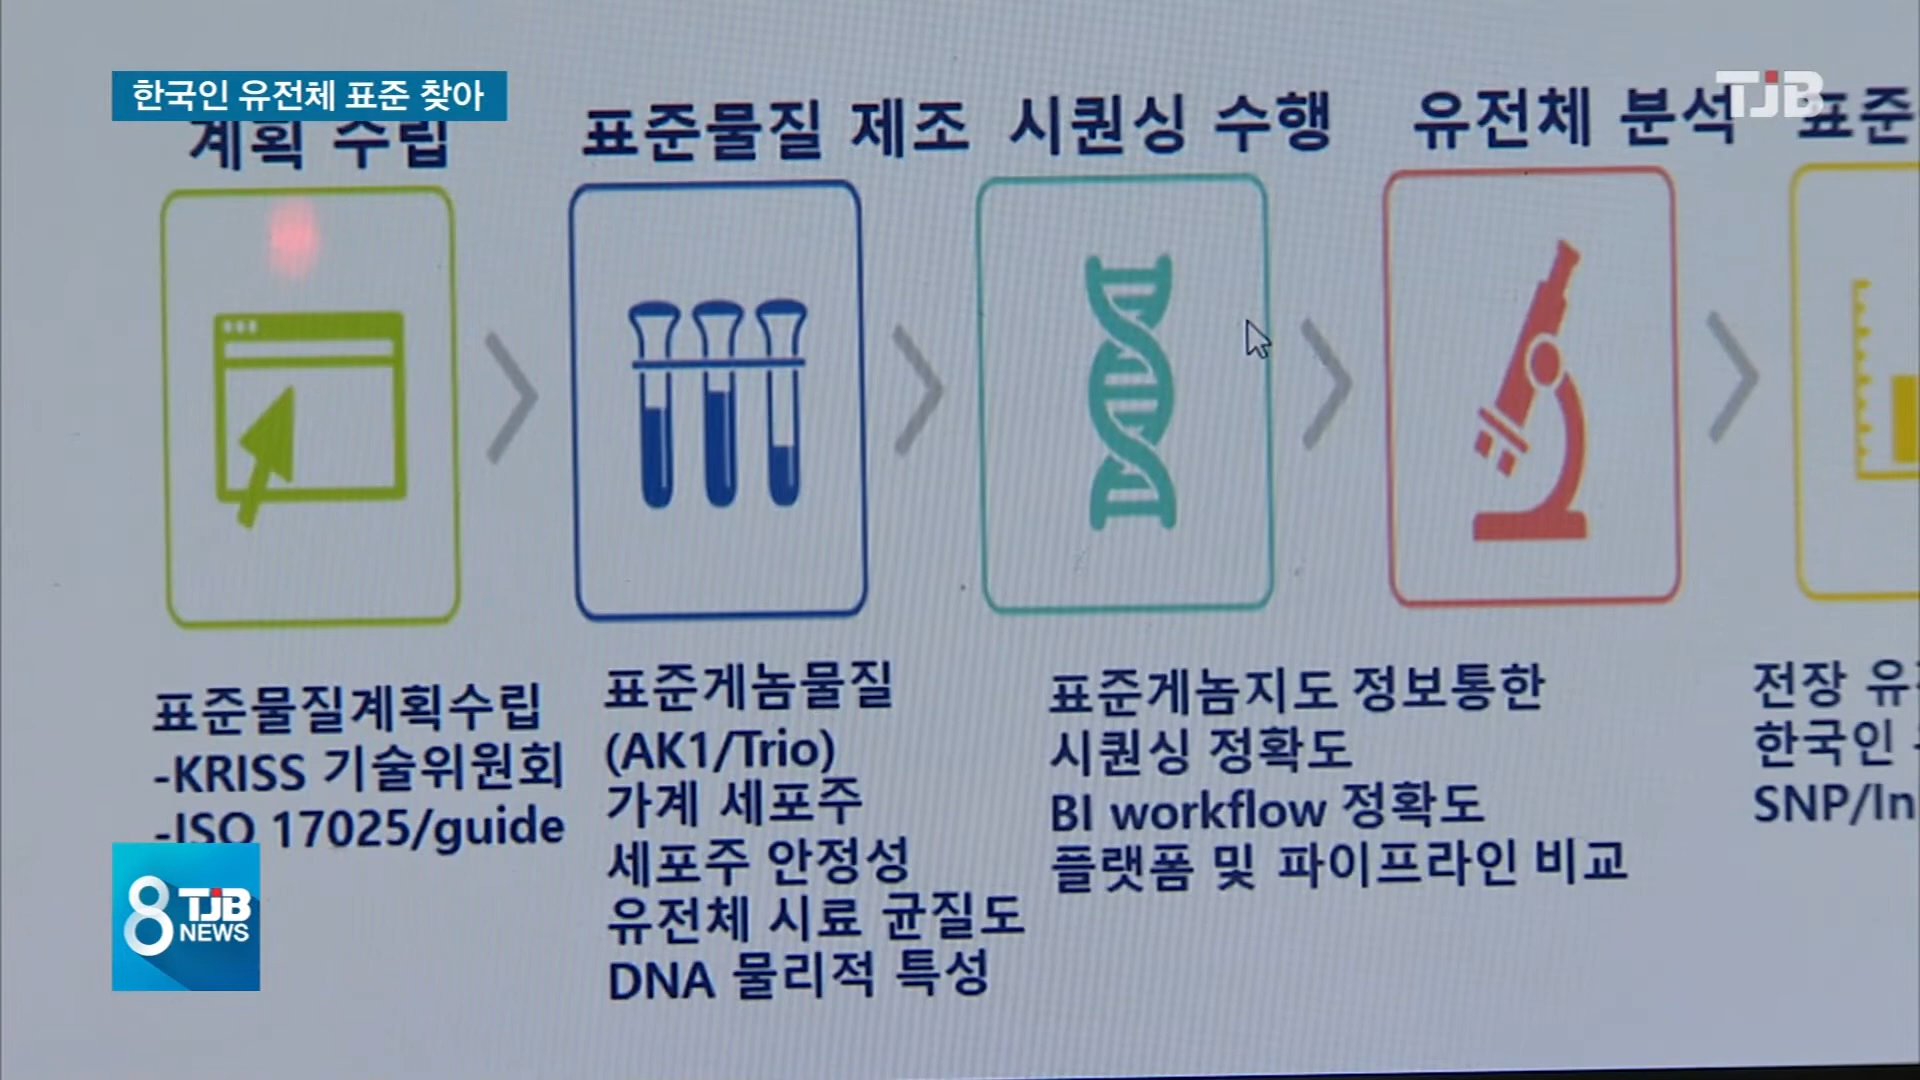 한국인 유전체 표준 찾아
TJB
계획 수립
표준물질 제조
시퀀싱 수행
유전체 분석
표준
표준물질계획수립
-KRISS 기술위원회
-ISO 17025/guide
표준게놈물질
(AK1/Trio)
가계 세포주
세포주 안정성
유전체 시료 균질도
DNA 물리적 특성
표준게놈지도 정보통한
시퀀싱 정확도
BI workflow 정확도
플랫폼 및 파이프라인 비교
전장
한국인
SNP/In
8 TJB
NEWS